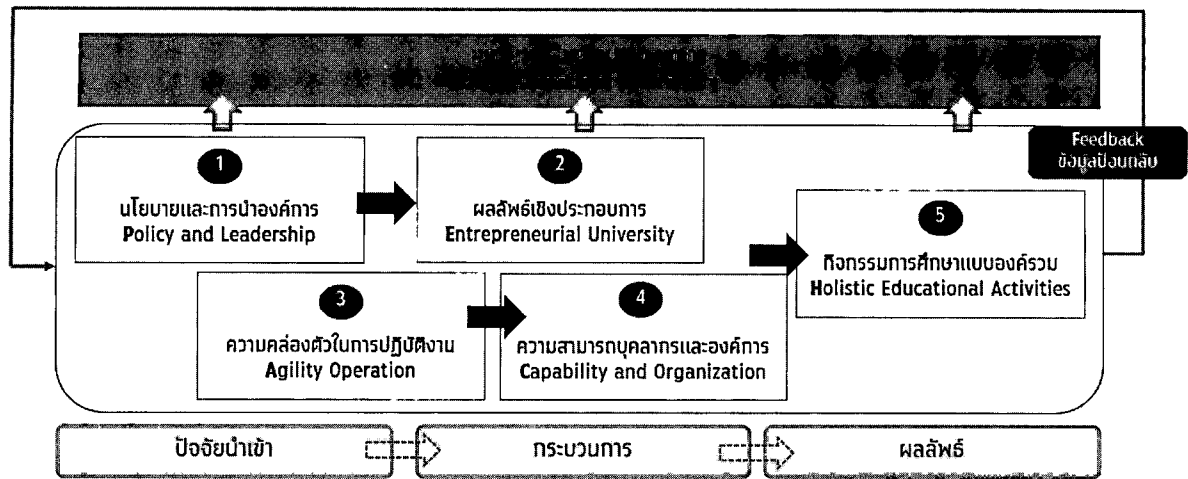 Feedback
ข้อมูลป้อนกลับ
1
นโยบายและการนำองค์การ
Policy and Leadership
2
ผลลัพธ์เชิงประกอบการ
Entrepreneurial University
3
ความคล่องตัวในการปฏิบัติงาน
Agility Operation
4
ความสามารถบุคลากรและองค์การ
Capability and Organization
5
กิจกรรมการศึกษาแบบองค์รวม
Holistic Educational Activities
ปัจจัยนำเข้า
กระบวนการ
ผลลัพธ์